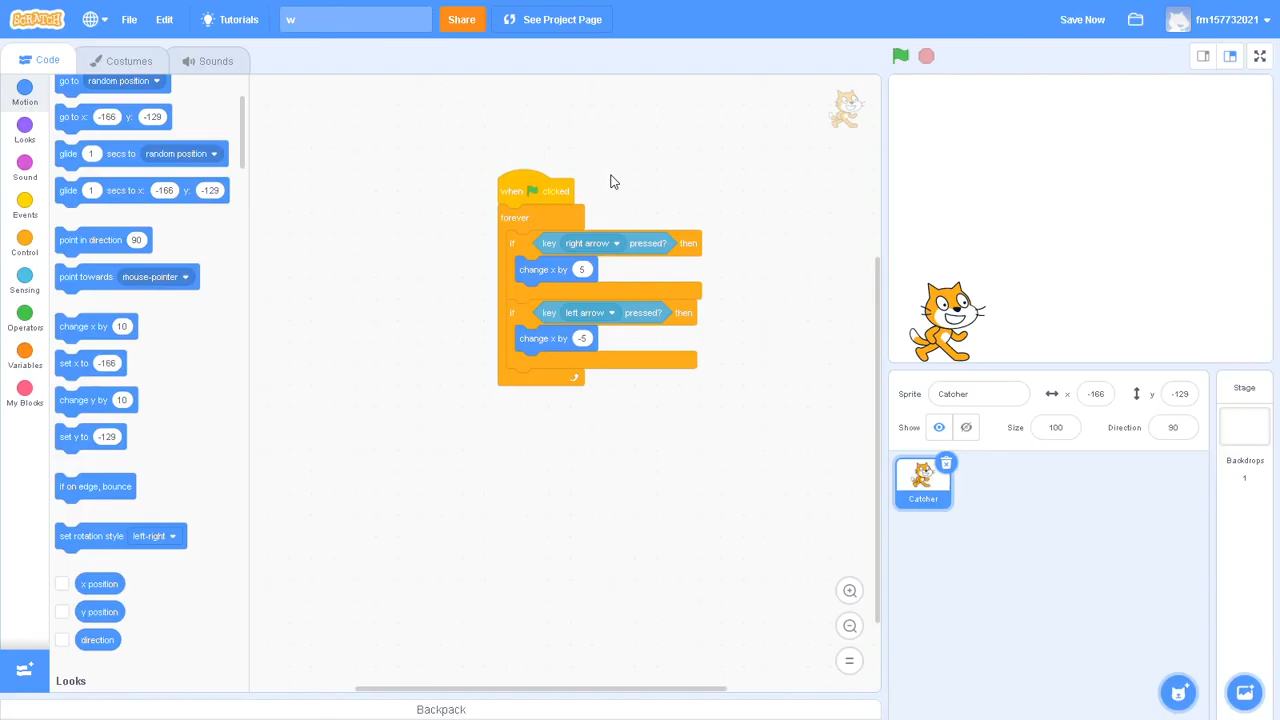 SCRATCH File Edit Tutorials w Share See Project Page Save Now fm157732021
Code Costumes Sounds
Motion
Looks
Sound
Events
Control
Sensing
Operators
Variables
My Blocks
go to random position
go to x: -166 y: -129
glide 1 secs to random position
glide 1 secs to x: -166 y: -129
point in direction 90
point towards mouse-pointer
change x by 10
set x to -166
change y by 10
set y to -129
if on edge, bounce
set rotation style left-right
x position
y position
direction
Looks
when clicked
forever
if key right arrow pressed? then
change x by 5
if key left arrow pressed? then
change x by -5
Backpack
Sprite Catcher x -166 y -129
Show Size 100 Direction 90
Catcher
Stage
Backdrops
1